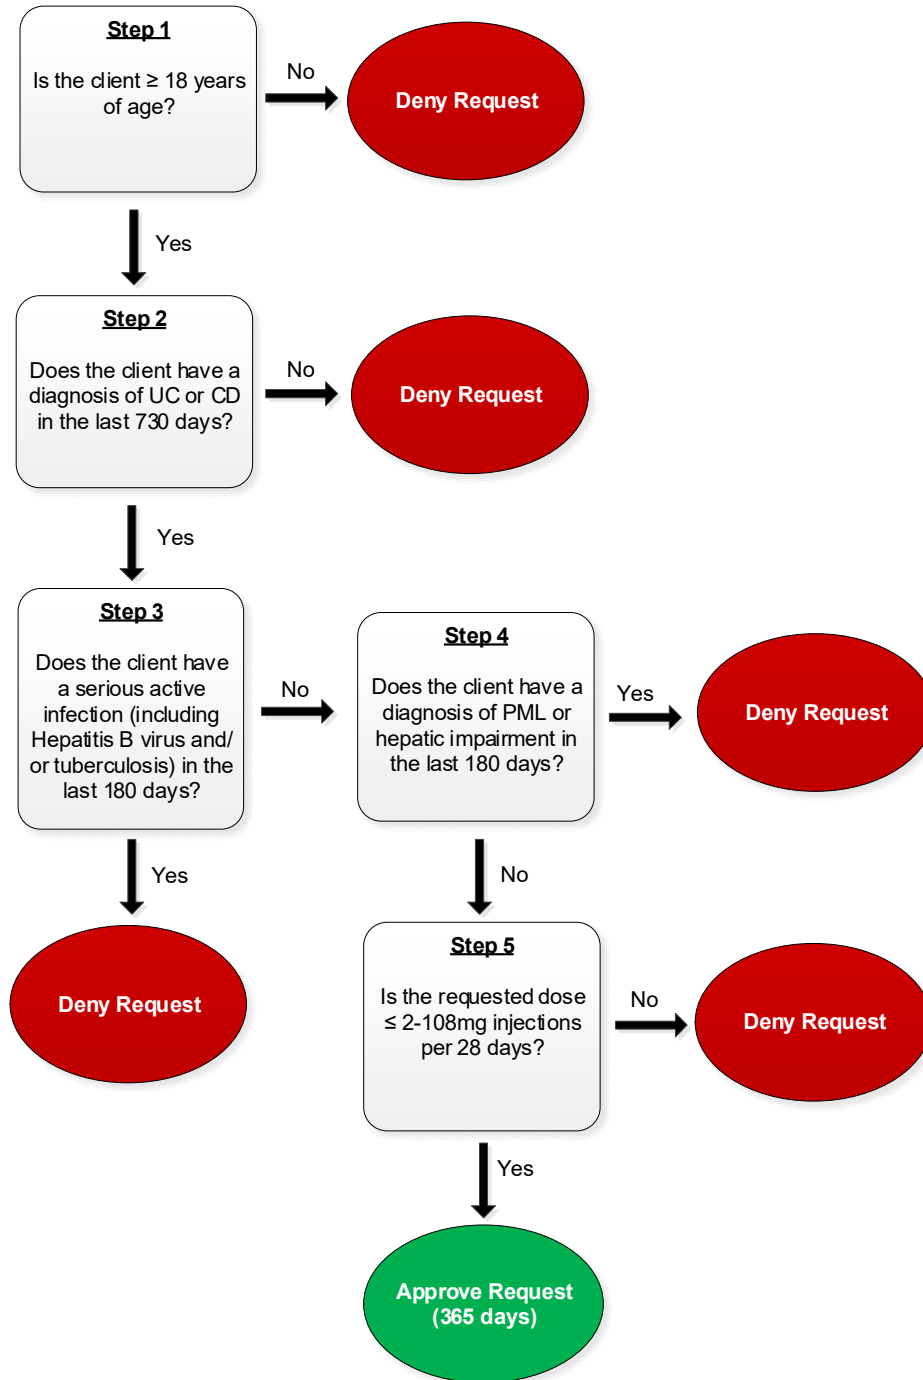 Step 1
Is the client ≥ 18 years
of age?
No
Deny Request
Yes
Step 2
Does the client have a
diagnosis of UC or CD
in the last 730 days?
No
Deny Request
Yes
Step 3
Does the client have
a serious active
infection (including
Hepatitis B virus and/
or tuberculosis) in the
last 180 days?
No
Step 4
Does the client have a
diagnosis of PML or
hepatic impairment in
the last 180 days?
Yes
Deny Request
Yes
Deny Request
No
Step 5
Is the requested dose
≤ 2-108mg injections
per 28 days?
No
Deny Request
Yes
Approve Request
(365 days)